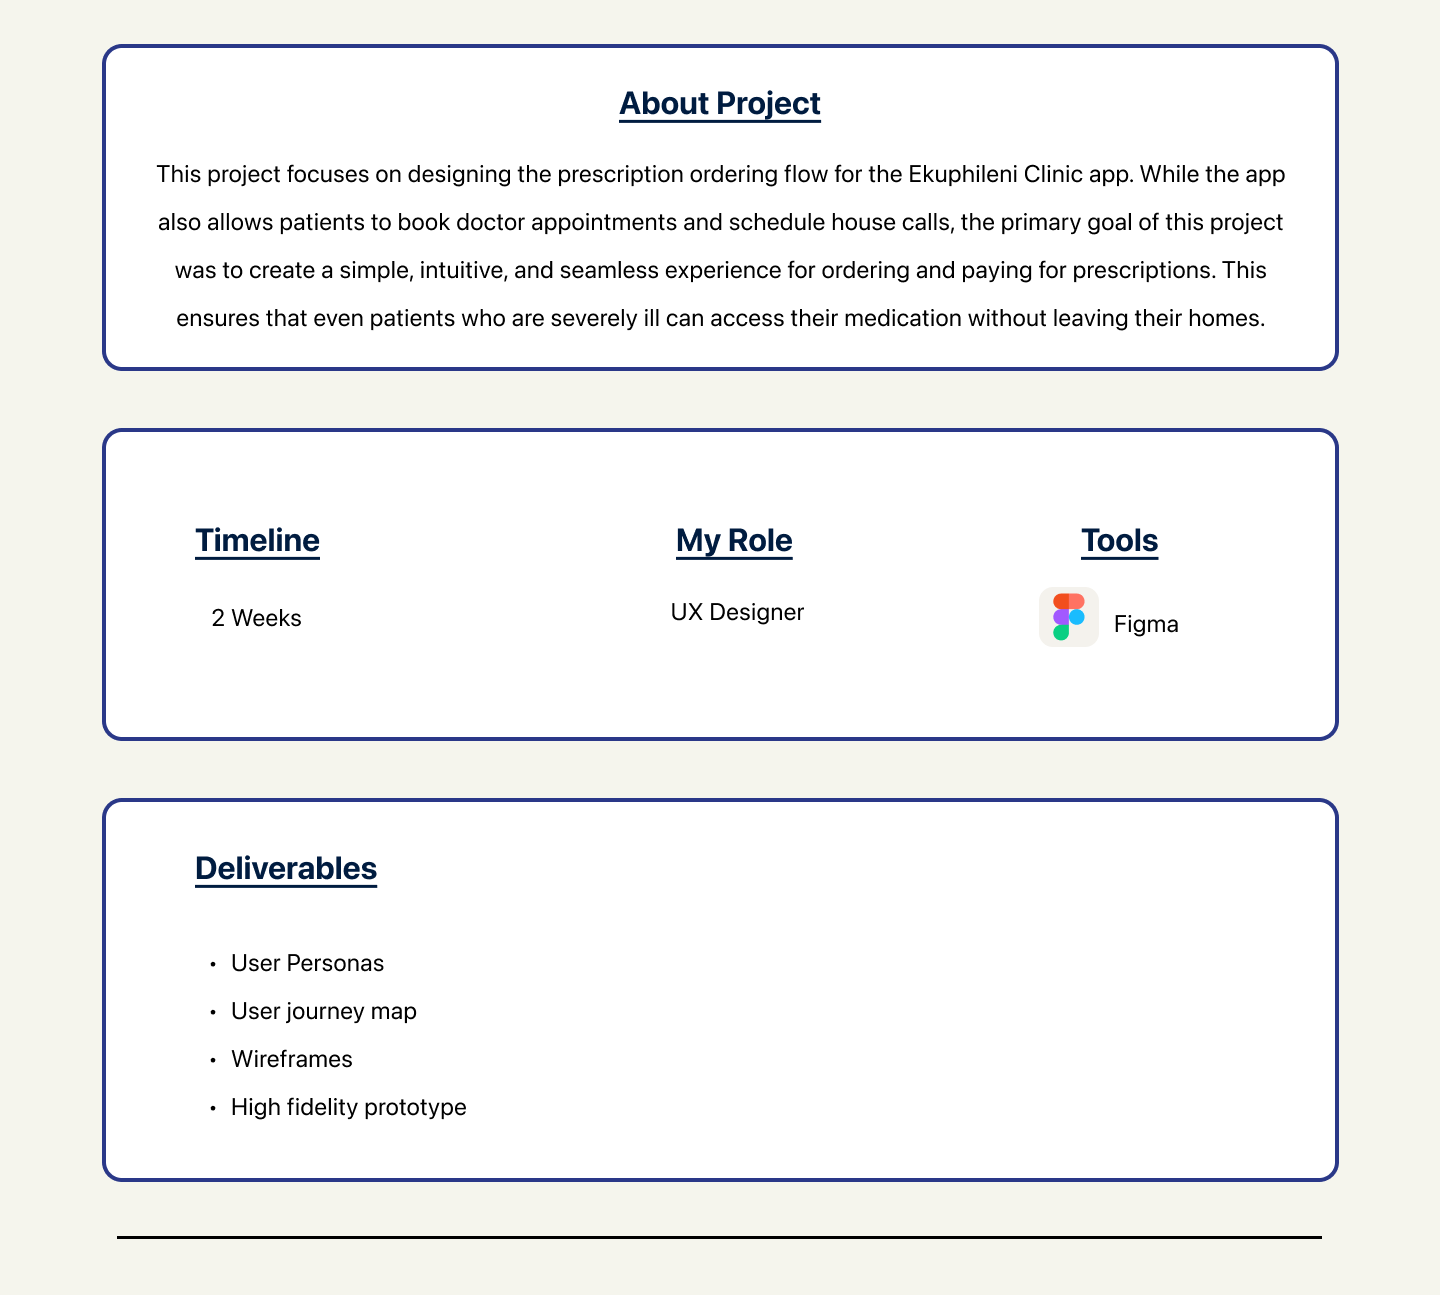 About Project
This project focuses on designing the prescription ordering flow for the Ekuphileni Clinic app. While the app
also allows patients to book doctor appointments and schedule house calls, the primary goal of this project
was to create a simple, intuitive, and seamless experience for ordering and paying for prescriptions. This
ensures that even patients who are severely ill can access their medication without leaving their homes.
Timeline
2 Weeks
My Role
UX Designer
Tools
Figma
Deliverables
• User Personas
• User journey map
• Wireframes
• High fidelity prototype